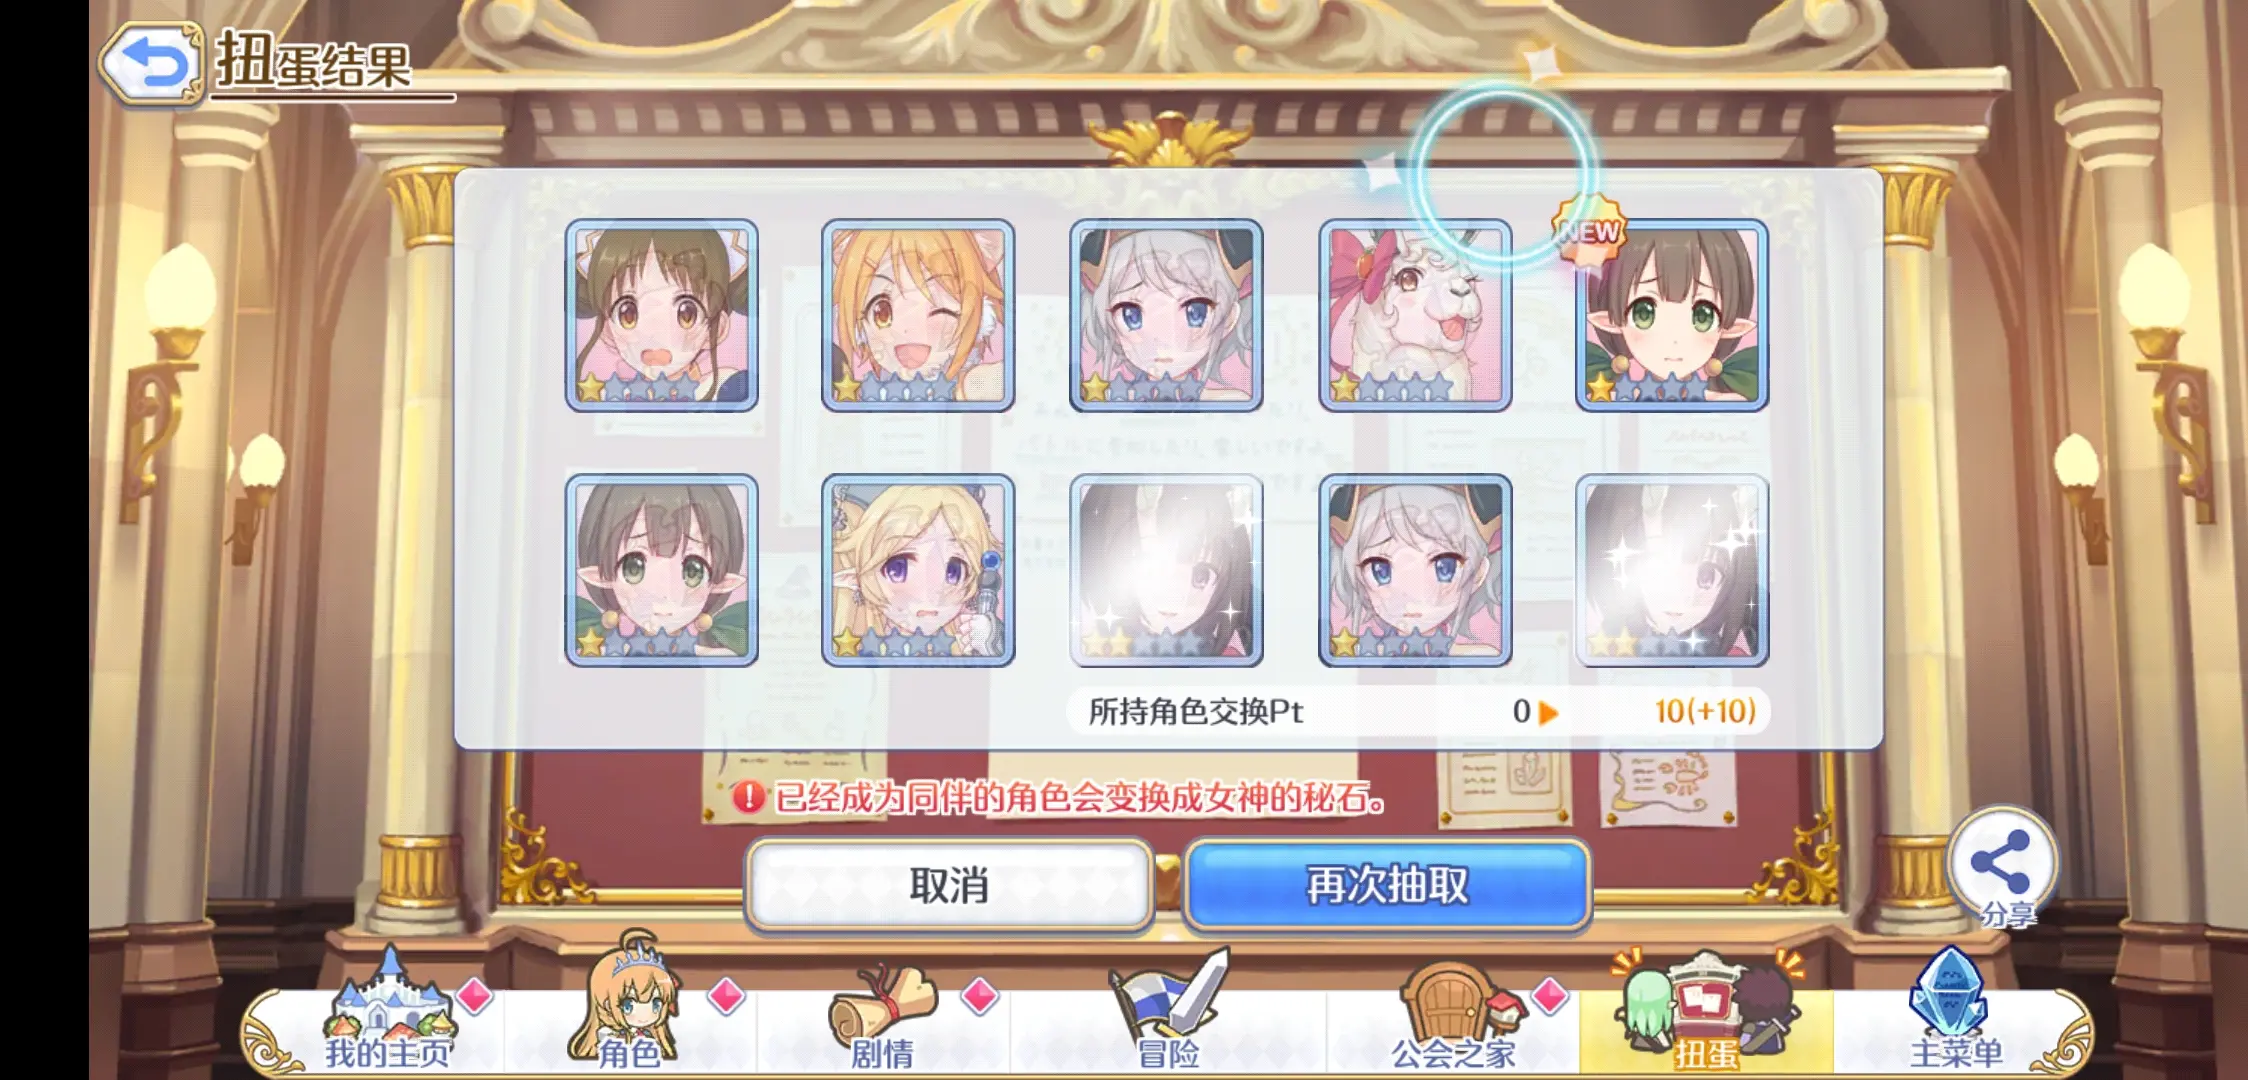 扭蛋结果
NEW
所持角色交换Pt 0 10(+10)
已经成为同伴的角色会变换成女神的秘石。
取消
再次抽取
分享
我的主页
角色
剧情
冒险
公会之家
扭蛋
主菜单